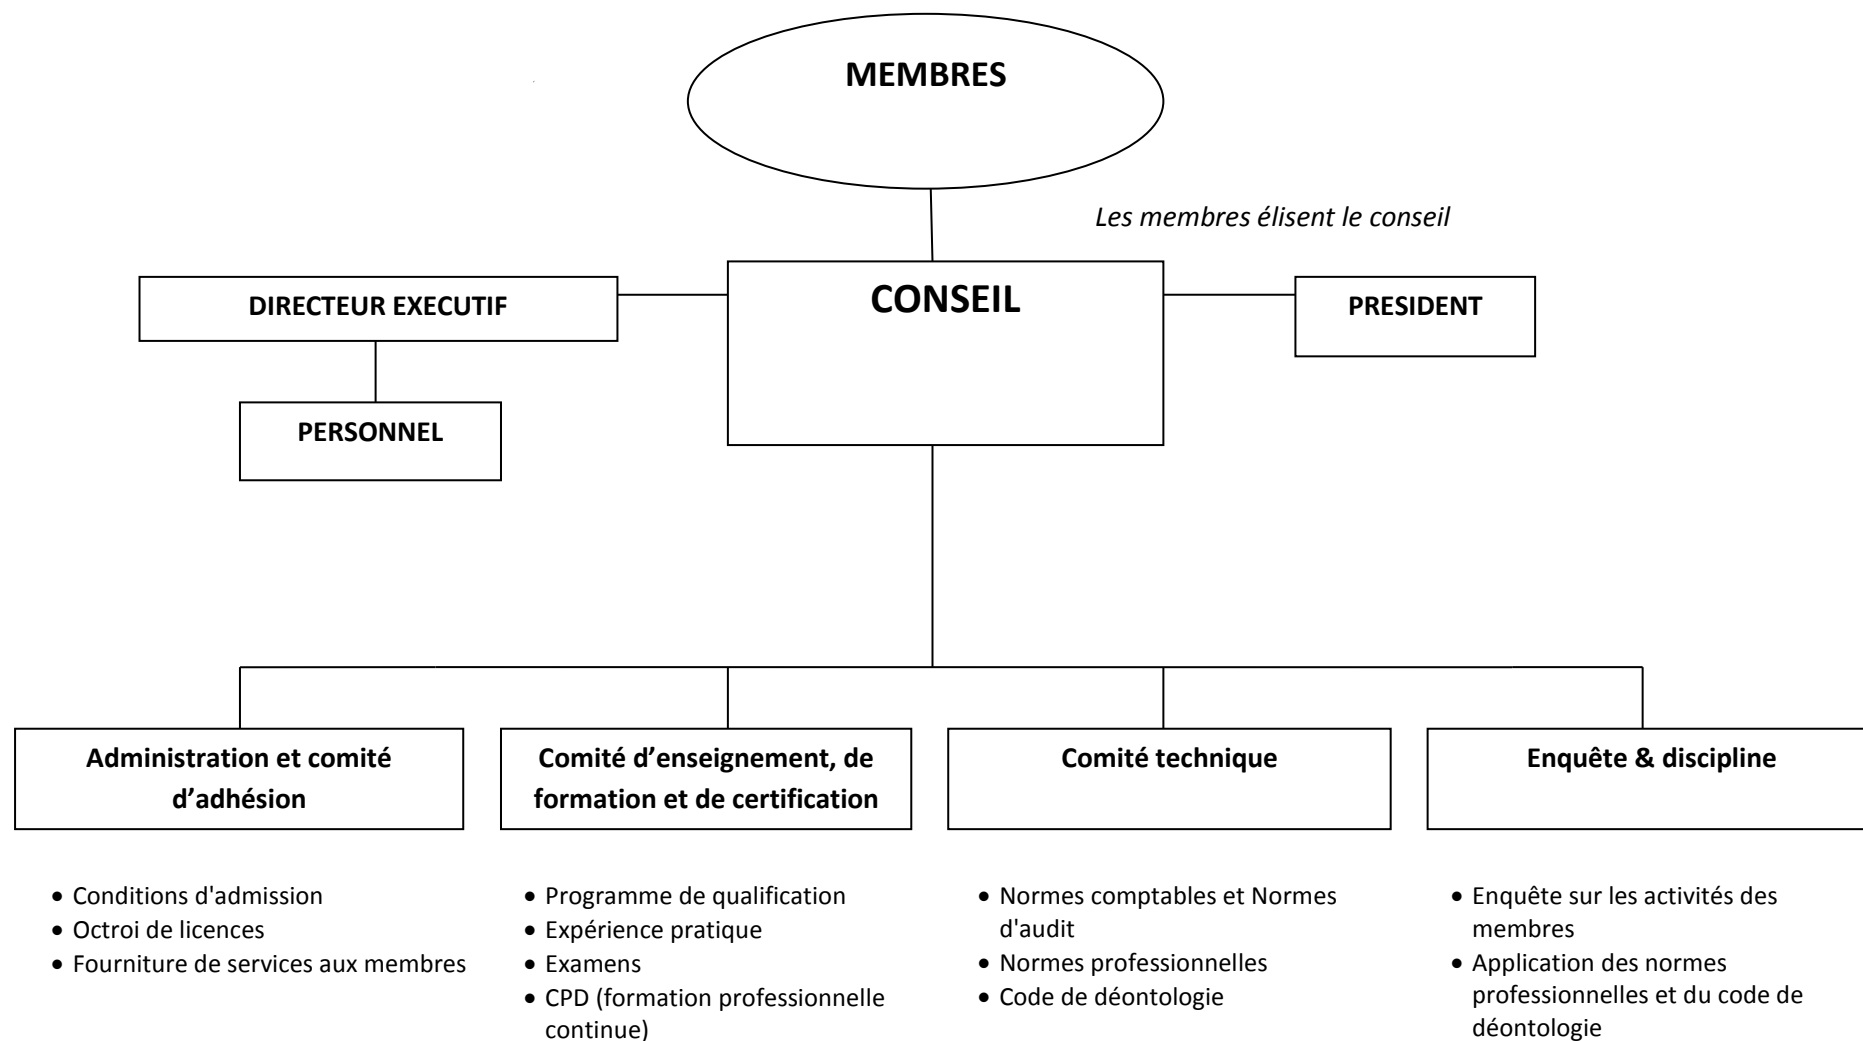 MEMBRES
Les membres élisent le conseil
DIRECTEUR EXECUTIF
CONSEIL
PRESIDENT
PERSONNEL
Administration et comité
d’adhésion
Comité d’enseignement, de
formation et de certification
Comité technique
Enquête & discipline
• Conditions d'admission
• Octroi de licences
• Fourniture de services aux membres
• Programme de qualification
• Expérience pratique
• Examens
• CPD (formation professionnelle
continue)
• Normes comptables et Normes
d'audit
• Normes professionnelles
• Code de déontologie
• Enquête sur les activités des
membres
• Application des normes
professionnelles et du code de
déontologie